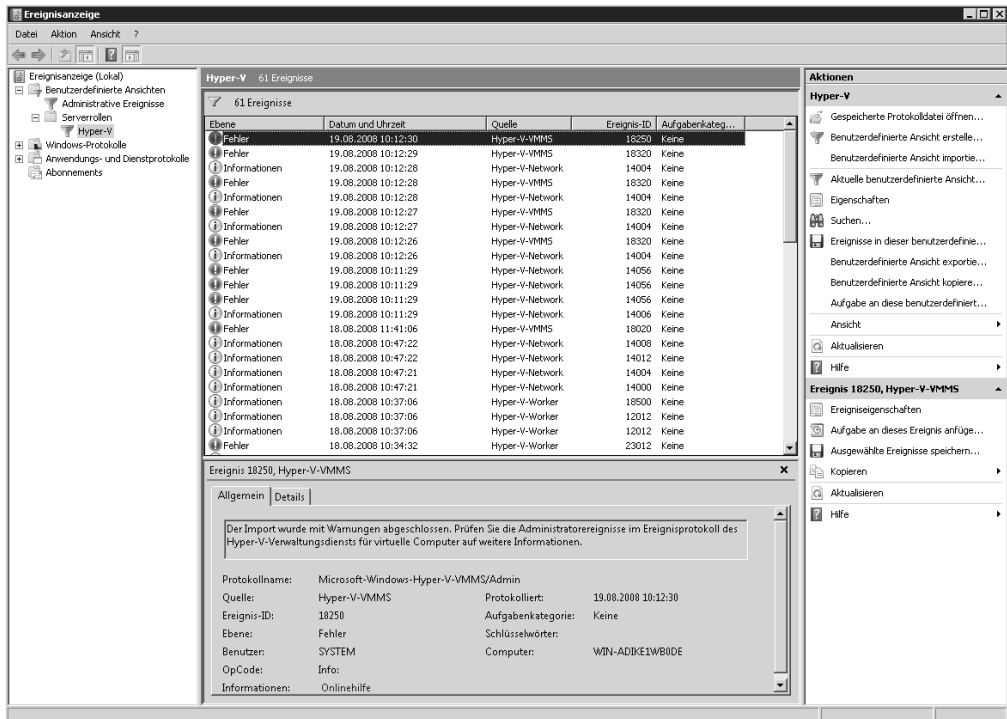 Ereignisanzeige
Datei Aktion Ansicht ?
Ereignisanzeige (Lokal)
Benutzerdefinierte Ansichten
Administrative Ereignisse
Serverrollen
Hyper-V
Windows-Protokolle
Anwendungs- und Dienstprotokolle
Abonnements
Hyper-V 61 Ereignisse
61 Ereignisse
Ebene Datum und Uhrzeit Quelle Ereignis-ID Aufgabenkateg...
Fehler 19.08.2008 10:12:30 Hyper-V-VMMS 18250 Keine
Fehler 19.08.2008 10:12:29 Hyper-V-VMMS 18320 Keine
Informationen 19.08.2008 10:12:28 Hyper-V-Network 14004 Keine
Fehler 19.08.2008 10:12:28 Hyper-V-VMMS 18320 Keine
Informationen 19.08.2008 10:12:28 Hyper-V-Network 14004 Keine
Fehler 19.08.2008 10:12:27 Hyper-V-VMMS 18320 Keine
Informationen 19.08.2008 10:12:27 Hyper-V-Network 14004 Keine
Fehler 19.08.2008 10:12:26 Hyper-V-VMMS 18320 Keine
Informationen 19.08.2008 10:12:26 Hyper-V-Network 14004 Keine
Fehler 19.08.2008 10:11:29 Hyper-V-Network 14056 Keine
Fehler 19.08.2008 10:11:29 Hyper-V-Network 14056 Keine
Fehler 19.08.2008 10:11:29 Hyper-V-Network 14056 Keine
Informationen 19.08.2008 10:11:29 Hyper-V-Network 14006 Keine
Fehler 18.08.2008 11:41:06 Hyper-V-VMMS 18020 Keine
Informationen 18.08.2008 10:47:22 Hyper-V-Network 14008 Keine
Informationen 18.08.2008 10:47:22 Hyper-V-Network 14012 Keine
Informationen 18.08.2008 10:47:21 Hyper-V-Network 14004 Keine
Informationen 18.08.2008 10:47:21 Hyper-V-Network 14000 Keine
Informationen 18.08.2008 10:37:06 Hyper-V-Worker 18500 Keine
Informationen 18.08.2008 10:37:06 Hyper-V-Worker 12012 Keine
Informationen 18.08.2008 10:37:06 Hyper-V-Worker 12012 Keine
Fehler 18.08.2008 10:34:32 Hyper-V-Worker 23012 Keine
Ereignis 18250, Hyper-V-VMMS
Allgemein Details
Der Import wurde mit Warnungen abgeschlossen. Prüfen Sie die Administratorereignisse im Ereignisprotokoll des
Hyper-V-Verwaltungsdiensts für virtuelle Computer auf weitere Informationen.
Protokollname: Microsoft-Windows-Hyper-V-VMMS/Admin
Quelle: Hyper-V-VMMS Protokolliert: 19.08.2008 10:12:30
Ereignis-ID: 18250 Aufgabenkategorie: Keine
Ebene: Fehler Schlüsselwörter:
Benutzer: SYSTEM Computer: WIN-ADIKE1WB0DE
OpCode: Info:
Informationen: Onlinehilfe
Aktionen
Hyper-V
Gespeicherte Protokolldatei öffnen...
Benutzerdefinierte Ansicht erstelle...
Benutzerdefinierte Ansicht importie...
Aktuelle benutzerdefinierte Ansicht...
Eigenschaften
Suchen...
Ereignisse in dieser benutzerdefinie...
Benutzerdefinierte Ansicht exportie...
Benutzerdefinierte Ansicht kopiere...
Aufgabe an diese benutzerdefiniert...
Ansicht
Aktualisieren
Hilfe
Ereignis 18250, Hyper-V-VMMS
Ereigniseigenschaften
Aufgabe an dieses Ereignis anfüge...
Ausgewählte Ereignisse speichern...
Kopieren
Aktualisieren
Hilfe